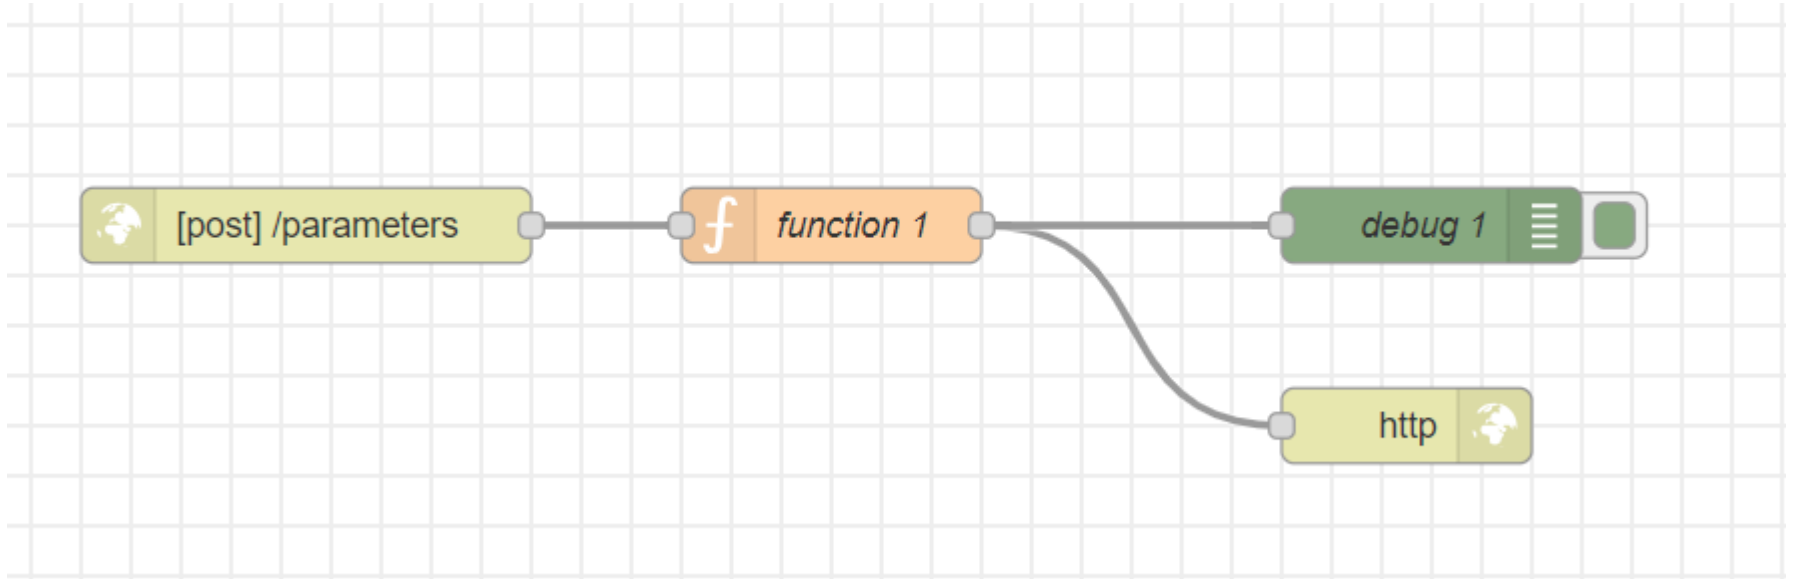 [post] /parameters
function 1
debug 1
http